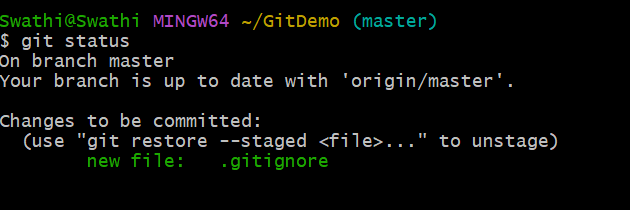 Swathi@Swathi MINGW64 ~/GitDemo (master)
$ git status
On branch master
Your branch is up to date with 'origin/master'.

Changes to be committed:
  (use "git restore --staged <file>..." to unstage)
        new file:   .gitignore